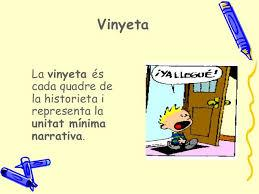 Vinyeta
La vinyeta és
cada quadre de
la historieta i
representa la
unitat mínima
narrativa.
¡YA LLEGUÉ!